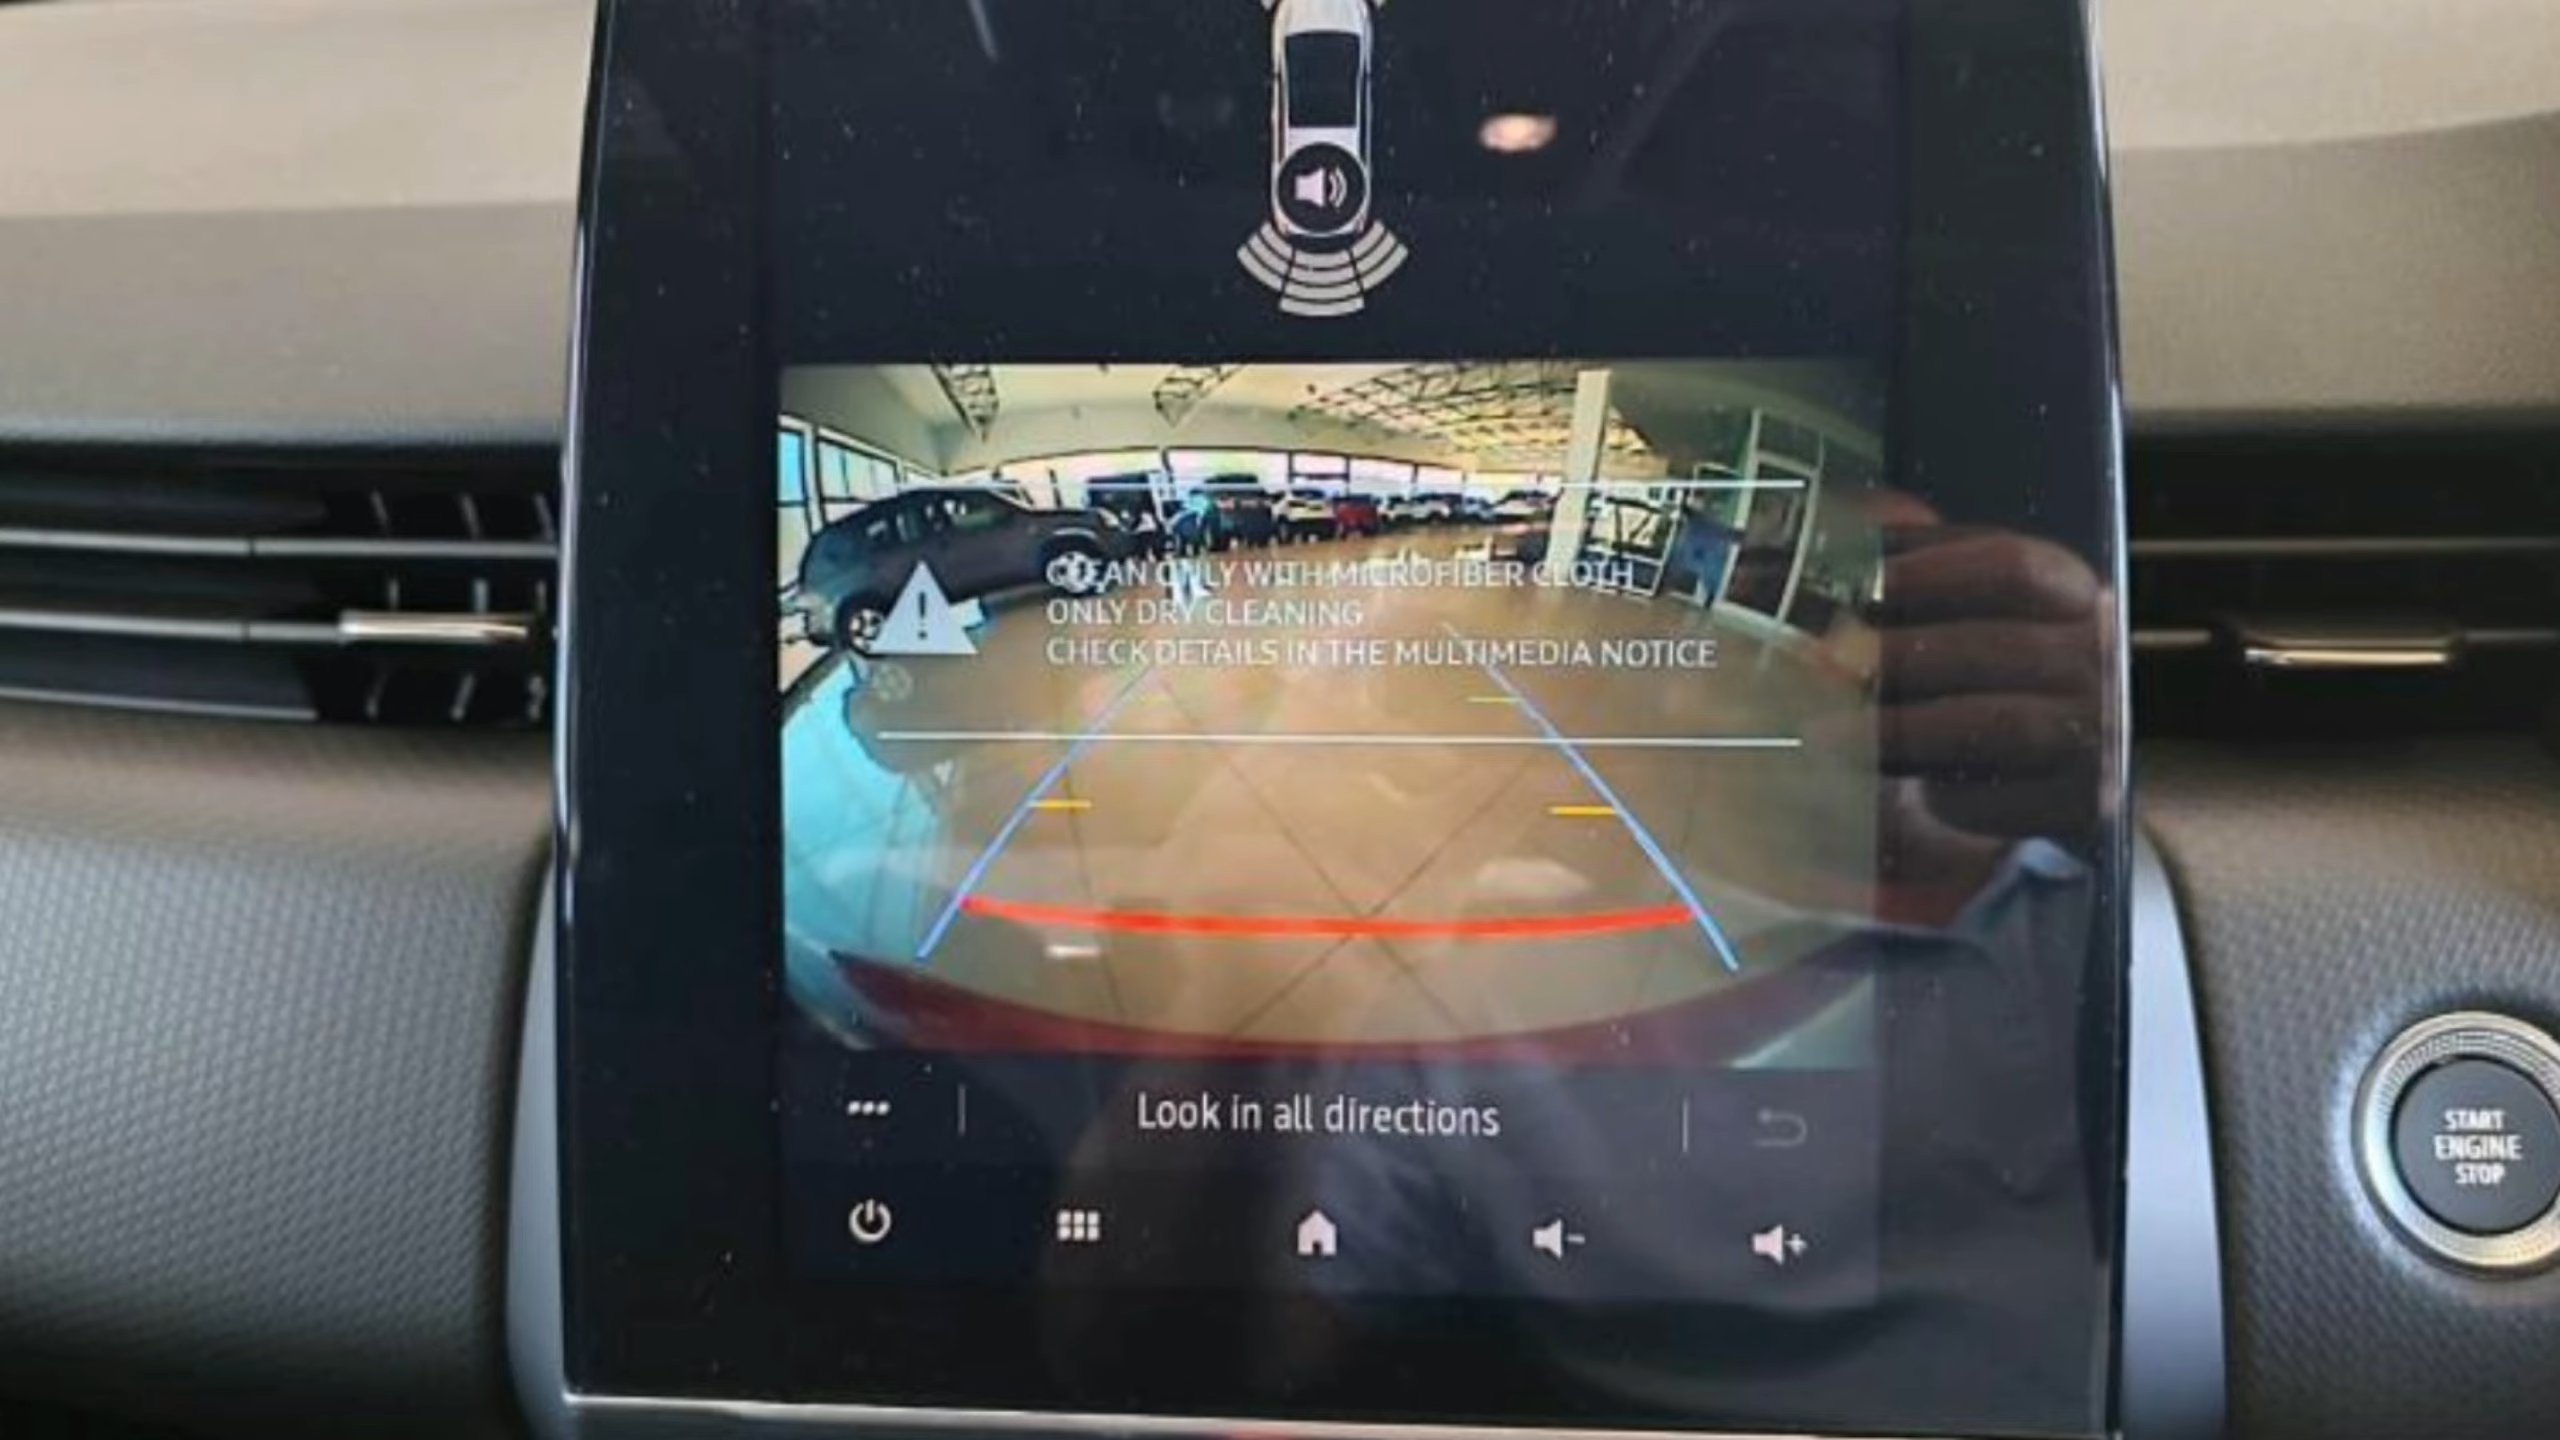 CLEAN ONLY WITH MICROFIBER CLOTH
ONLY DRY CLEANING
CHECK DETAILS IN THE MULTIMEDIA NOTICE
Look in all directions
START
ENGINE
STOP